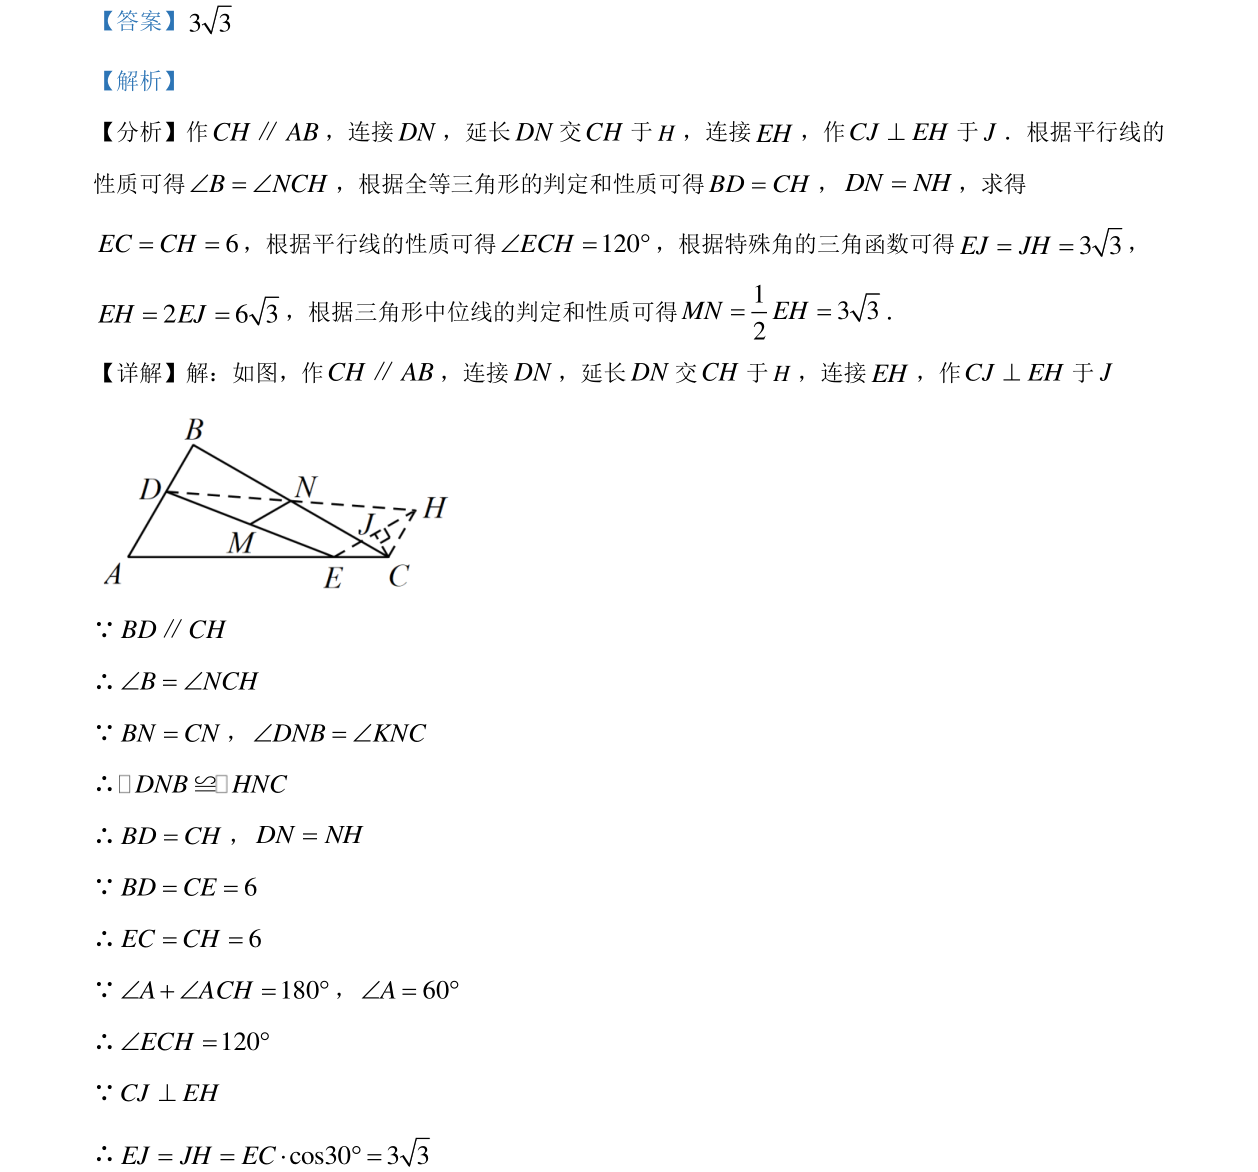 【答案】3√3
【解析】
【分析】作CH∥AB，连接DN，延长DN交CH于H，连接EH，作CJ⊥EH于J．根据平行线的
性质可得∠B=∠NCH，根据全等三角形的判定和性质可得BD=CH，DN=NH，求得
EC=CH=6，根据平行线的性质可得∠ECH=120°，根据特殊角的三角函数可得EJ=JH=3√3，
EH=2EJ=6√3，根据三角形中位线的判定和性质可得MN=1/2EH=3√3．
【详解】解：如图，作CH∥AB，连接DN，延长DN交CH于H，连接EH，作CJ⊥EH于J
B
D
N
H
J
M
A
E
C
∵BD∥CH
∴∠B=∠NCH
∵BN=CN，∠DNB=∠KNC
∴□DNB≌□HNC
∴BD=CH，DN=NH
∵BD=CE=6
∴EC=CH=6
∵∠A+∠ACH=180°，∠A=60°
∴∠ECH=120°
∵CJ⊥EH
∴EJ=JH=EC·cos30°=3√3